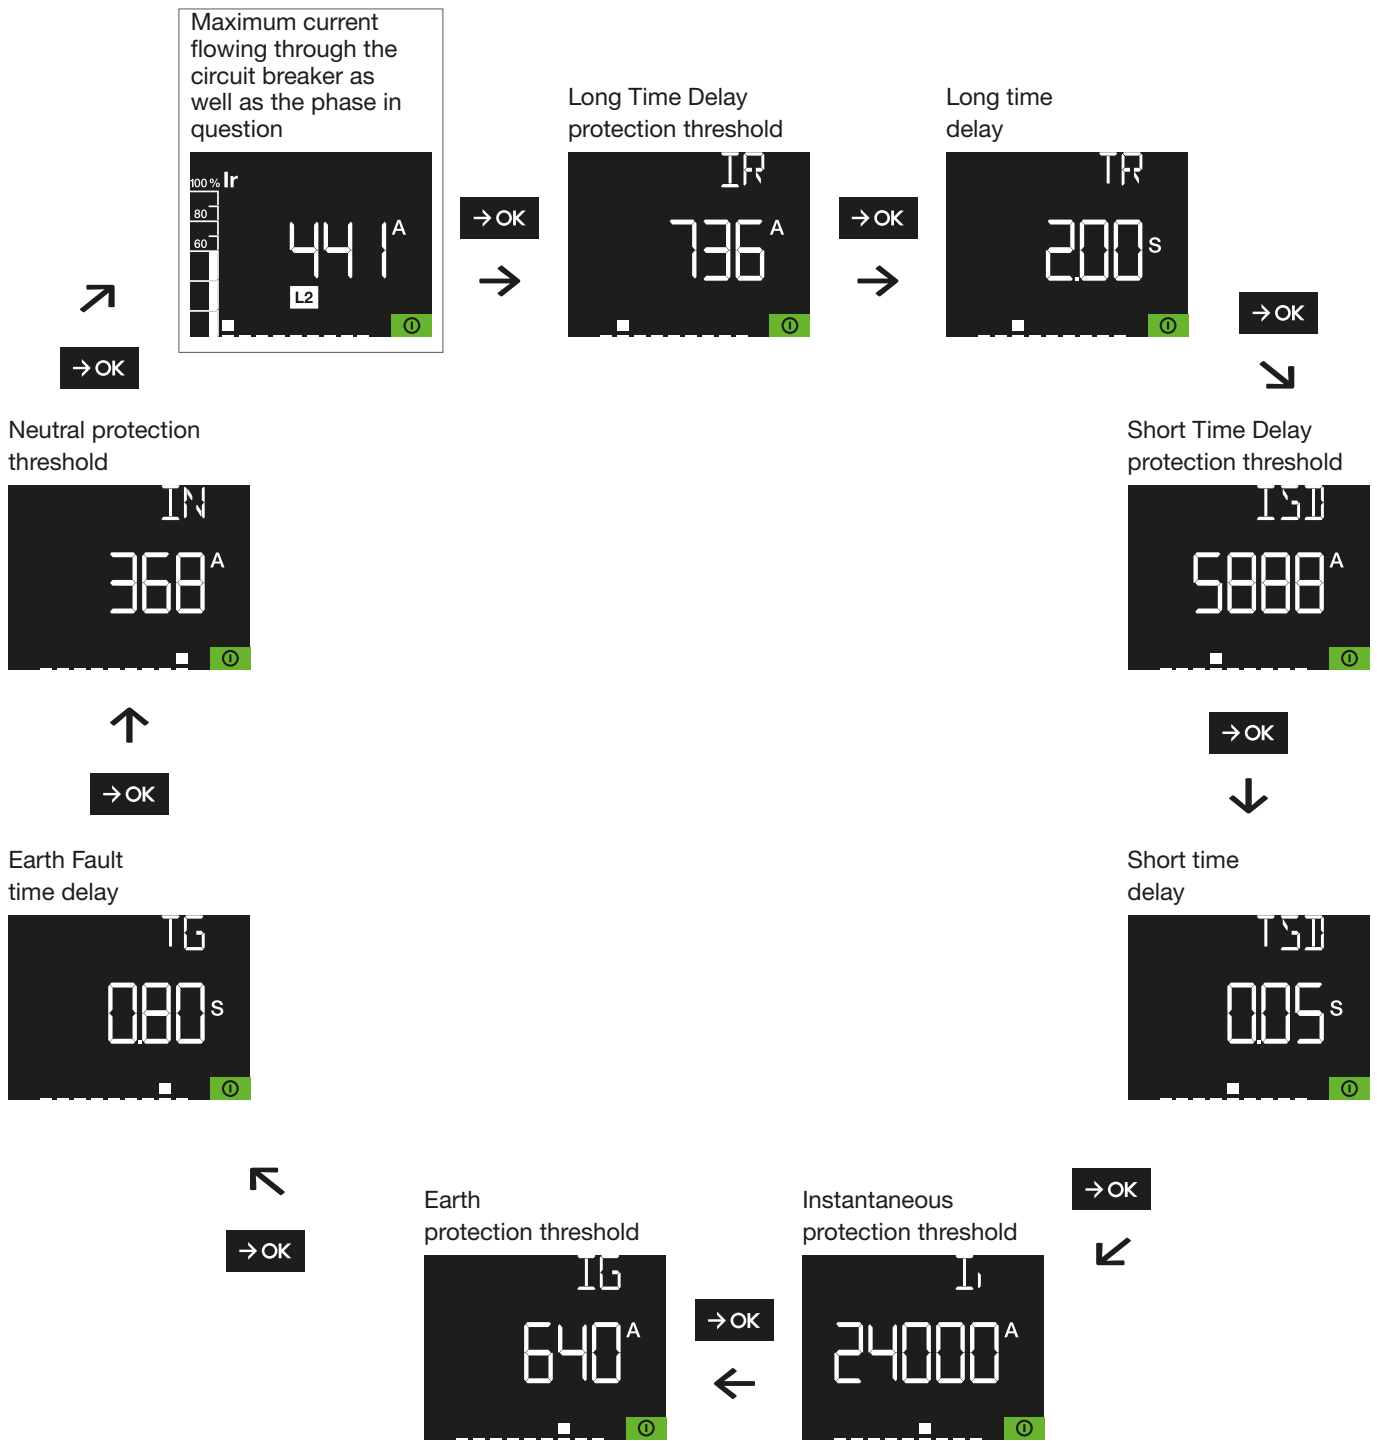 Maximum current
flowing through the
circuit breaker as
well as the phase in
question
100 % Ir
80
60
441 A
L2
→ OK
Long Time Delay
protection threshold
IR
736 A
→ OK
Long time
delay
TR
2.00 S
→ OK
Short Time Delay
protection threshold
ISD
5888 A
→ OK
Short time
delay
TSD
0.05 S
→ OK
Instantaneous
protection threshold
Ii
24000 A
→ OK
Earth
protection threshold
IG
640 A
→ OK
Earth Fault
time delay
TG
0.80 S
→ OK
Neutral protection
threshold
IN
368 A
→ OK